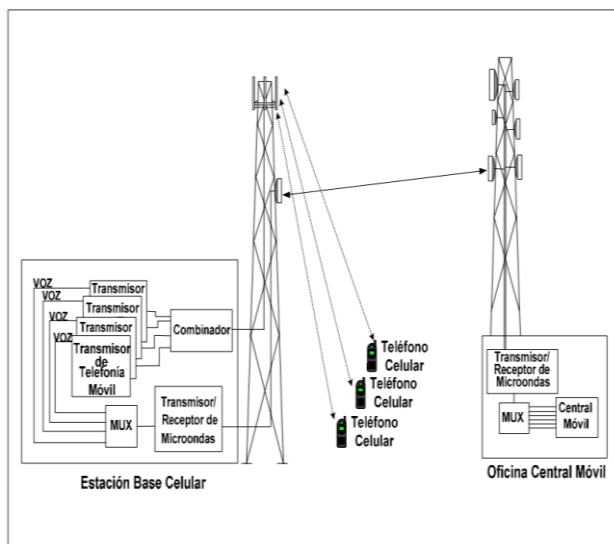 VOZ
Transmisor
VOZ
Transmisor
VOZ
Transmisor
VOZ
Transmisor
de
Telefonía
Móvil
Combinador
MUX
Transmisor/
Receptor de
Microondas
Estación Base Celular
Teléfono
Celular
Teléfono
Celular
Teléfono
Celular
Transmisor/
Receptor de
Microondas
MUX
Central
Móvil
Oficina Central Móvil